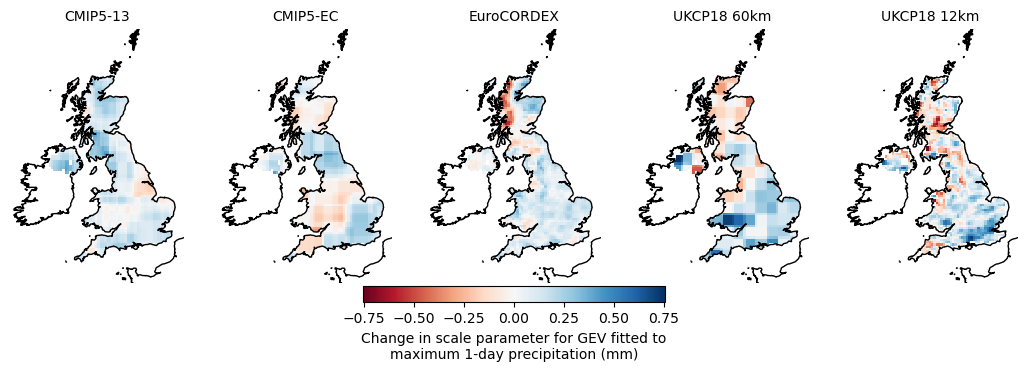 CMIP5-13 CMIP5-EC EuroCORDEX UKCP18 60km UKCP18 12km
−0.75 −0.50 −0.25 0.00 0.25 0.50 0.75
Change in scale parameter for GEV fitted to
maximum 1-day precipitation (mm)